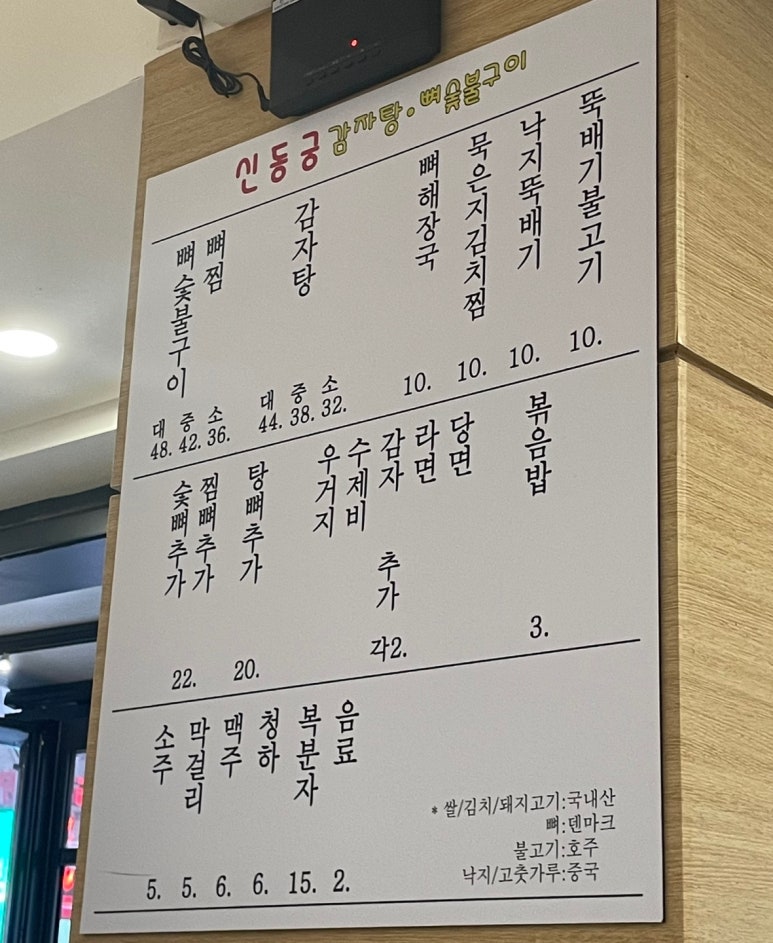 신동궁 감자탕·뼈숯불구이
뼈숯불구이
뼈찜
대 중 소
48. 42. 36.
감자탕
대 중 소
44. 38. 32.
뼈해장국
10.
묵은지김치찜
10.
낙지뚝배기
10.
뚝배기불고기
10.
숯뼈추가
찜뼈추가
22.
탕뼈추가
20.
우거지
수제비
감자
라면
당면
추가
각2.
볶음밥
3.
소주
5.
막걸리
5.
맥주
6.
청하
6.
복분자
15.
음료
2.
* 쌀/김치/돼지고기:국내산
뼈:덴마크
불고기:호주
낙지/고춧가루:중국